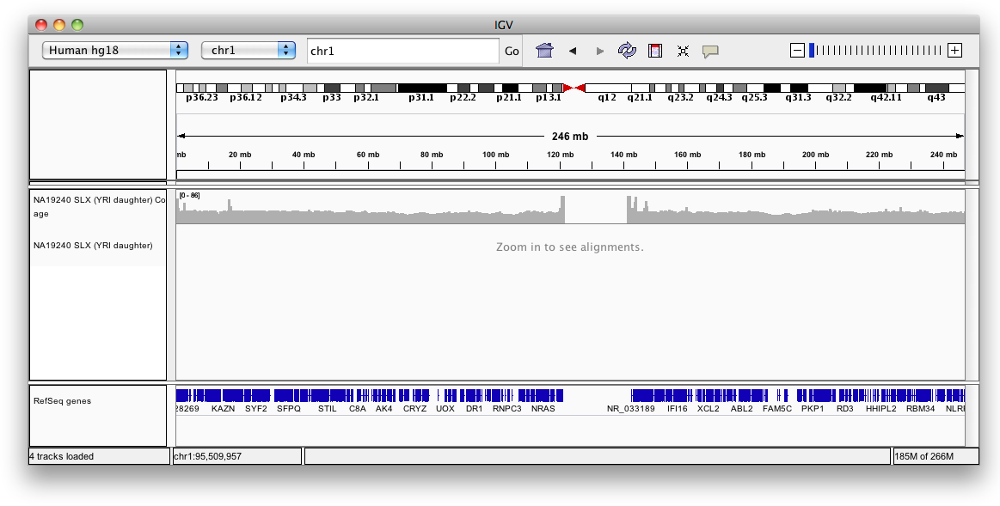 IGV
Human hg18 chr1 chr1 Go
p36.23 p36.12 p34.3 p33 p32.1 p31.1 p22.2 p21.1 p13.1 q12 q21.1 q23.2 q24.3 q25.3 q31.3 q32.2 q42.11 q43
246 mb
mb 20 mb 40 mb 60 mb 80 mb 100 mb 120 mb 140 mb 160 mb 180 mb 200 mb 220 mb 240 mb
NA19240 SLX (YRI daughter) Co [0 - 86]
age
NA19240 SLX (YRI daughter) Zoom in to see alignments.
RefSeq genes
28269 KAZN SYF2 SFPQ STIL C8A AK4 CRYZ UOX DR1 RNPC3 NRAS NR_033189 IFI16 XCL2 ABL2 FAM5C PKP1 RD3 HHIPL2 RBM34 NLR
4 tracks loaded chr1:95,509,957 185M of 266M